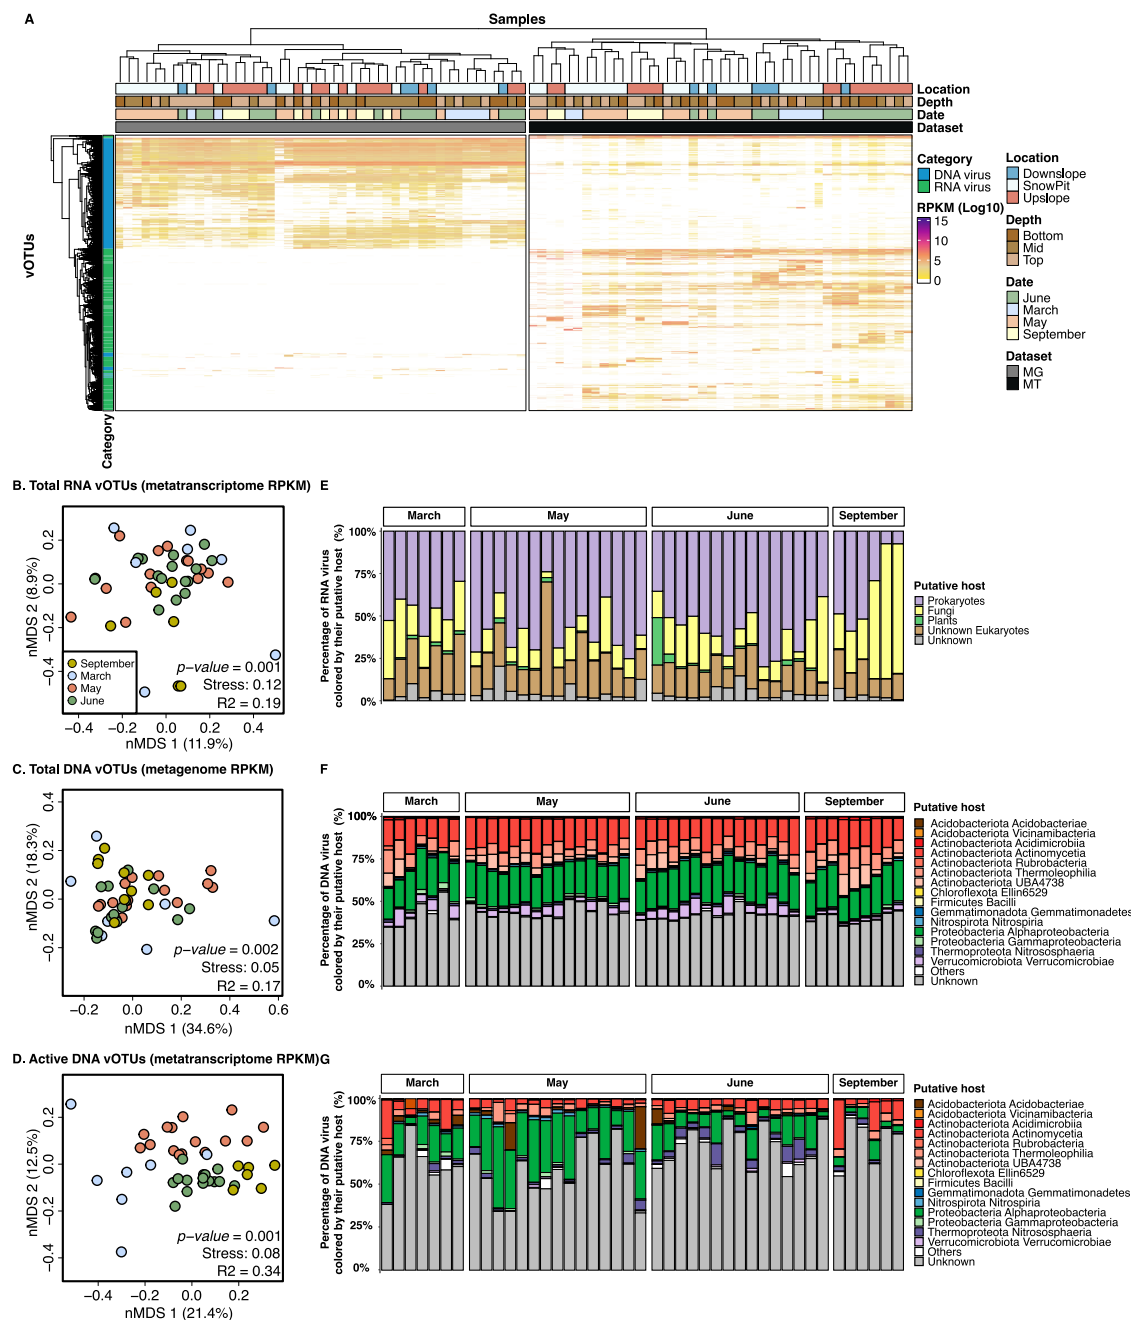 A
Samples
Location
Depth
Date
Dataset
vOTUs
Category
Category
DNA virus
RNA virus
RPKM (Log10)
15
10
5
0
Location
Downslope
SnowPit
Upslope
Depth
Bottom
Mid
Top
Date
June
March
May
September
Dataset
MG
MT
B. Total RNA vOTUs (metatranscriptome RPKM)
nMDS 2 (8.9%)
0.2
0.0
−0.2
−0.4
September
March
May
June
p-value = 0.001
Stress: 0.12
R2 = 0.19
−0.4 −0.2 0.0 0.2 0.4
nMDS 1 (11.9%)
E
March May June September
Percentage of RNA virus
colored by their putative host (%)
100%
75%
50%
25%
0%
Putative host
Prokaryotes
Fungi
Plants
Unknown Eukaryotes
Unknown
C. Total DNA vOTUs (metagenome RPKM)
nMDS 2 (18.3%)
0.4
0.2
0.0
−0.2
p-value = 0.002
Stress: 0.05
R2 = 0.17
−0.2 0.0 0.2 0.4 0.6
nMDS 1 (34.6%)
F
March May June September
Percentage of DNA virus
colored by their putative host (%)
100%
75%
50%
25%
0%
Putative host
Acidobacteriota Acidobacteriae
Acidobacteriota Vicinamibacteria
Actinobacteriota Acidimicrobiia
Actinobacteriota Actinomycetia
Actinobacteriota Rubrobacteria
Actinobacteriota Thermoleophilia
Actinobacteriota UBA4738
Chloroflexota Ellin6529
Firmicutes Bacilli
Gemmatimonadota Gemmatimonadetes
Nitrospirota Nitrospiria
Proteobacteria Alphaproteobacteria
Proteobacteria Gammaproteobacteria
Thermoproteota Nitrososphaeria
Verrucomicrobiota Verrucomicrobiae
Others
Unknown
D. Active DNA vOTUs (metatranscriptome RPKM)
nMDS 2 (12.5%)
0.2
0.0
−0.2
−0.4
p-value = 0.001
Stress: 0.08
R2 = 0.34
−0.4 −0.2 0.0 0.2
nMDS 1 (21.4%)
G
March May June September
Percentage of DNA virus
colored by their putative host (%)
100%
75%
50%
25%
0%
Putative host
Acidobacteriota Acidobacteriae
Acidobacteriota Vicinamibacteria
Actinobacteriota Acidimicrobiia
Actinobacteriota Actinomycetia
Actinobacteriota Rubrobacteria
Actinobacteriota Thermoleophilia
Actinobacteriota UBA4738
Chloroflexota Ellin6529
Firmicutes Bacilli
Gemmatimonadota Gemmatimonadetes
Nitrospirota Nitrospiria
Proteobacteria Alphaproteobacteria
Proteobacteria Gammaproteobacteria
Thermoproteota Nitrososphaeria
Verrucomicrobiota Verrucomicrobiae
Others
Unknown